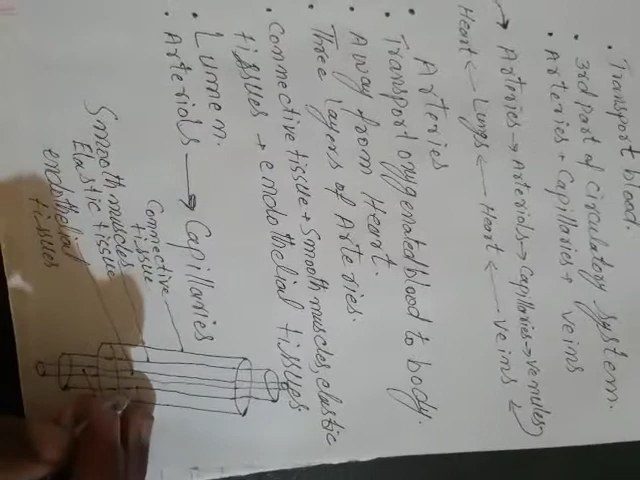 • Transport blood.
• 3rd part of circulatory system.
• Arteries + Capillaries + veins
→ Arteries → Arteriols → Capillaries → venules
Heart ← Lungs ← Heart ← veins
Arteries
• Transport oxygenated blood to body.
• Away from Heart.
• Three layers of Arteries.
• Connective tissue + Smooth muscles, elastic
tissues + endothelial tissues
• Lumen.
• Arteriols → Capillaries
Connective
tissue
Smooth muscles
Elastic tissue
endothelial
tissues